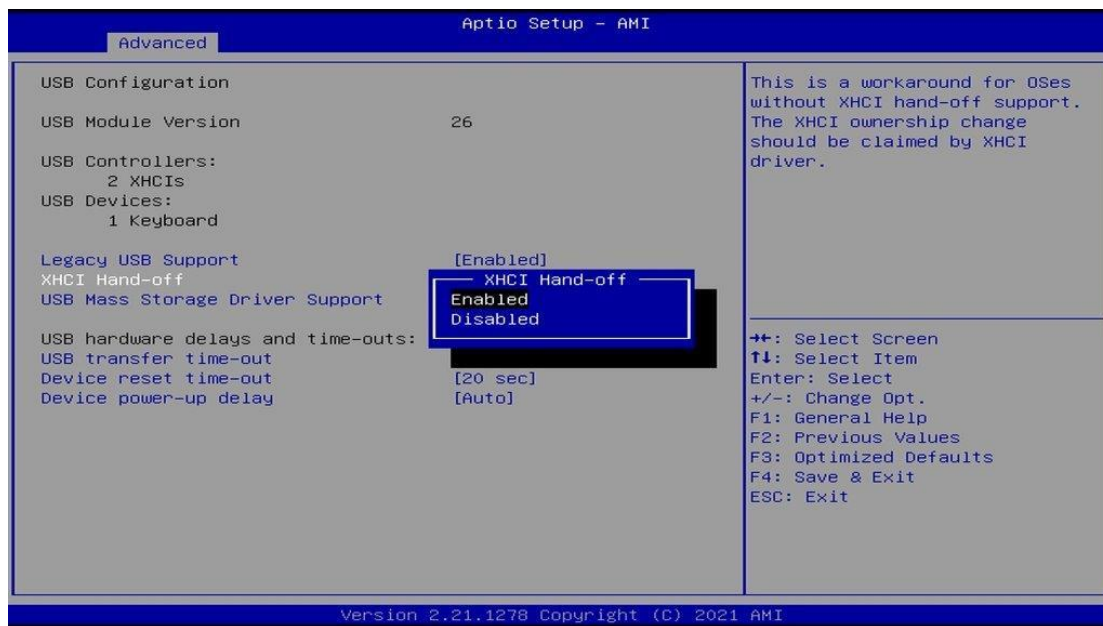 Aptio Setup – AMI
Advanced
USB Configuration
USB Module Version 26
USB Controllers:
2 XHCIs
USB Devices:
1 Keyboard
Legacy USB Support [Enabled]
XHCI Hand-off
USB Mass Storage Driver Support
USB hardware delays and time-outs:
USB transfer time-out
Device reset time-out [20 sec]
Device power-up delay [Auto]
XHCI Hand-off
Enabled
Disabled
This is a workaround for OSes
without XHCI hand-off support.
The XHCI ownership change
should be claimed by XHCI
driver.
→←: Select Screen
↑↓: Select Item
Enter: Select
+/-: Change Opt.
F1: General Help
F2: Previous Values
F3: Optimized Defaults
F4: Save & Exit
ESC: Exit
Version 2.21.1278 Copyright (C) 2021 AMI